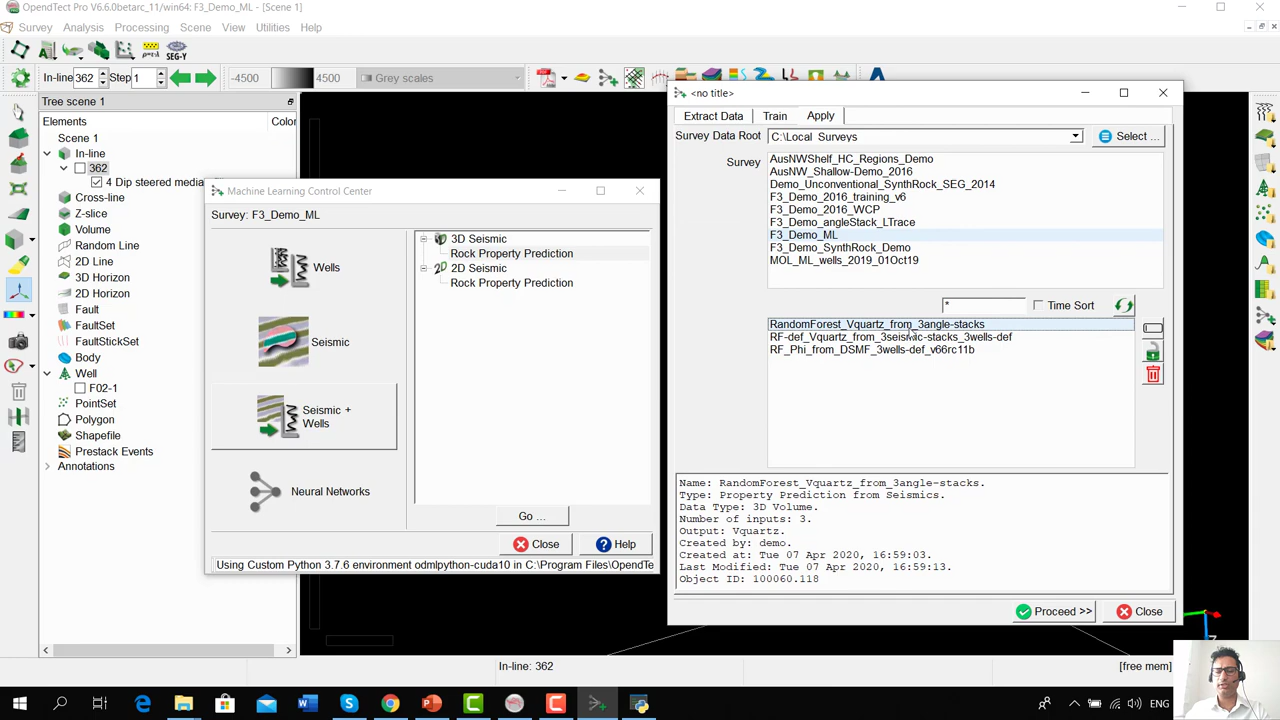 OpendTect Pro V6.6.0betarc_11/win64: F3_Demo_ML - [Scene 1]
Survey Analysis Processing Scene View Utilities Help
SEG-Y
In-line 362 Step 1 -4500 4500 Grey scales
Tree scene 1
Elements Color
Scene 1
In-line
362
4 Dip steered media
Cross-line
Z-slice
Volume
Random Line
2D Line
3D Horizon
2D Horizon
Fault
FaultSet
FaultStickSet
Body
Well
F02-1
PointSet
Polygon
Shapefile
Prestack Events
Annotations
Machine Learning Control Center
Survey: F3_Demo_ML
Wells
Seismic
Seismic +
Wells
Neural Networks
3D Seismic
Rock Property Prediction
2D Seismic
Rock Property Prediction
Go ...
Close Help
Using Custom Python 3.7.6 environment odmlpython-cuda10 in C:\Program Files\OpendTe
<no title>
Extract Data Train Apply
Survey Data Root C:\Local Surveys Select ...
Survey
AusNWShelf_HC_Regions_Demo
AusNW_Shallow-Demo_2016
Demo_Unconventional_SynthRock_SEG_2014
F3_Demo_2016_training_v6
F3_Demo_2016_WCP
F3_Demo_angleStack_LTrace
F3_Demo_ML
F3_Demo_SynthRock_Demo
MOL_ML_wells_2019_01Oct19
* Time Sort
RandomForest_Vquartz_from_3angle-stacks
RF-def_Vquartz_from_3seismic-stacks_3wells-def
RF_Phi_from_DSMF_3wells-def_v66rc11b
Name: RandomForest_Vquartz_from_3angle-stacks.
Type: Property Prediction from Seismics.
Data Type: 3D Volume.
Number of inputs: 3.
Output: Vquartz.
Created by: demo.
Created at: Tue 07 Apr 2020, 16:59:03.
Last Modified: Tue 07 Apr 2020, 16:59:13.
Object ID: 100060.118
Proceed >> Close
In-line: 362 [free mem]
ENG